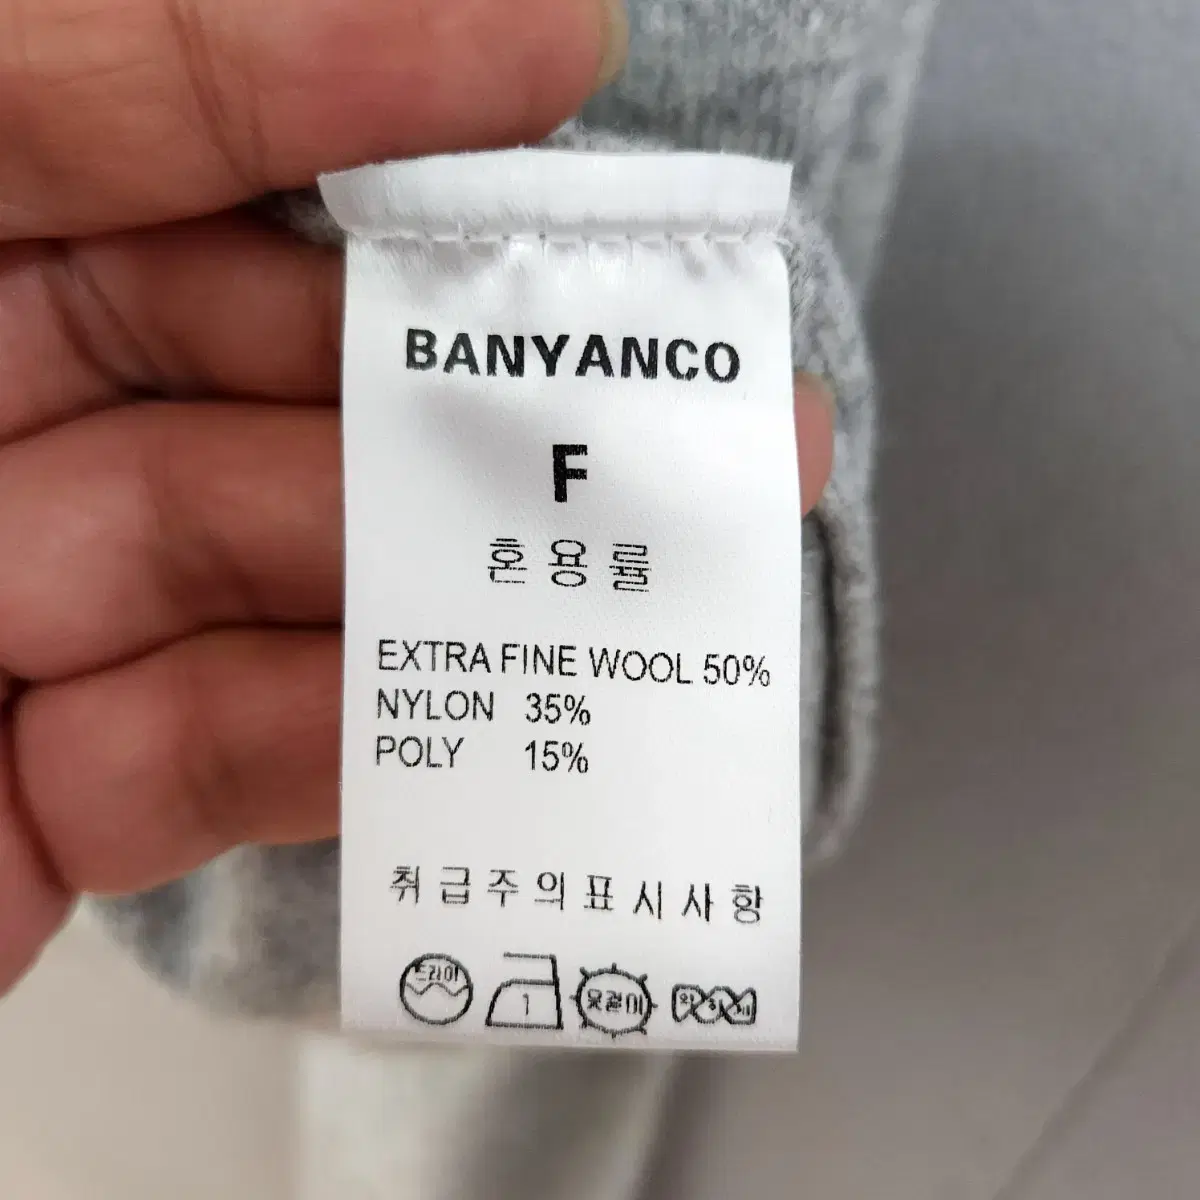 BANYANCO
F
혼용률
EXTRA FINE WOOL 50%
NYLON 35%
POLY 15%
취급주의표시사항
드라이 1 옷걸이